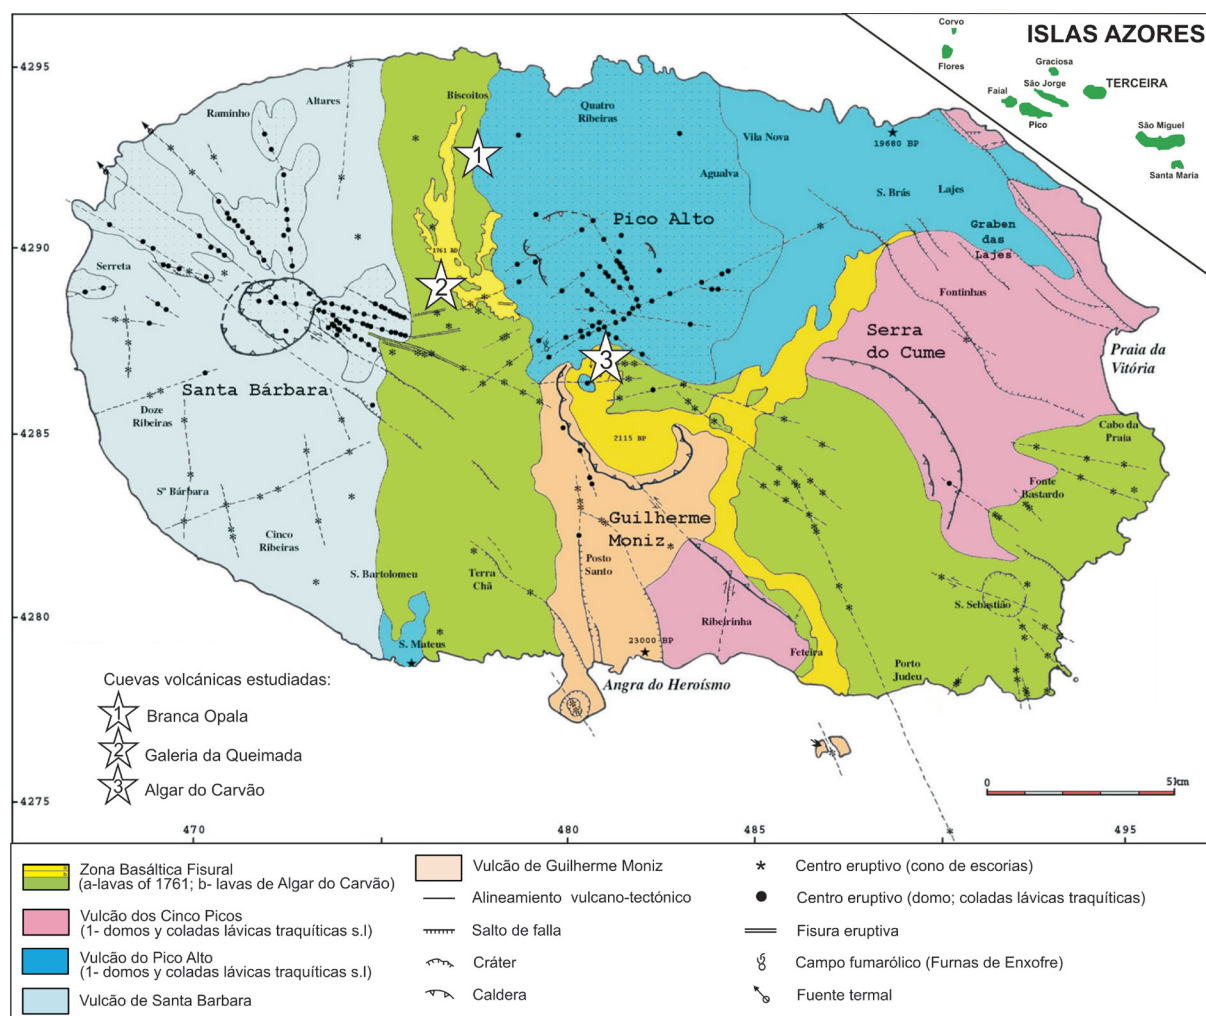 ISLAS AZORES
Corvo
Flores
Graciosa
São Jorge
Faial
Pico
TERCEIRA
São Miguel
Santa Maria
4295
4290
4285
4280
4275
470
480
485
495
Biscoitos
Altares
Raminho
Quatro
Ribeiras
Vila Nova
19680 BP
Agualva
S. Brás
Lajes
Pico Alto
Graben
das
Lajes
1761 BP
Serreta
Fontinhas
Serra
do Cume
Praia da
Vitória
Santa Bárbara
Doze
Ribeiras
2115 BP
Cabo da
Praia
Fonte
Bastardo
Sª Bárbara
Guilherme
Moniz
Cinco
Ribeiras
Posto
Santo
S. Bartolomeu
Terra
Chã
S. Sebastião
Ribeirinha
23000 BP
S. Mateus
Feteira
Porto
Judeu
Angra do Heroísmo
Cuevas volcánicas estudiadas:
1 Branca Opala
2 Galeria da Queimada
3 Algar do Carvão
1
2
3
0 5 km
Zona Basáltica Fisural
(a-lavas of 1761; b- lavas de Algar do Carvão)
Vulcão dos Cinco Picos
(1- domos y coladas lávicas traquíticas s.l)
Vulcão do Pico Alto
(1- domos y coladas lávicas traquíticas s.l)
Vulcão de Santa Barbara
Vulcão de Guilherme Moniz
Alineamiento vulcano-tectónico
Salto de falla
Cráter
Caldera
Centro eruptivo (cono de escorias)
Centro eruptivo (domo; coladas lávicas traquíticas)
Fisura eruptiva
Campo fumarólico (Furnas de Enxofre)
Fuente termal